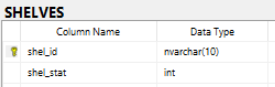 SHELVES
Column Name Data Type
shel_id nvarchar(10)
shel_stat int